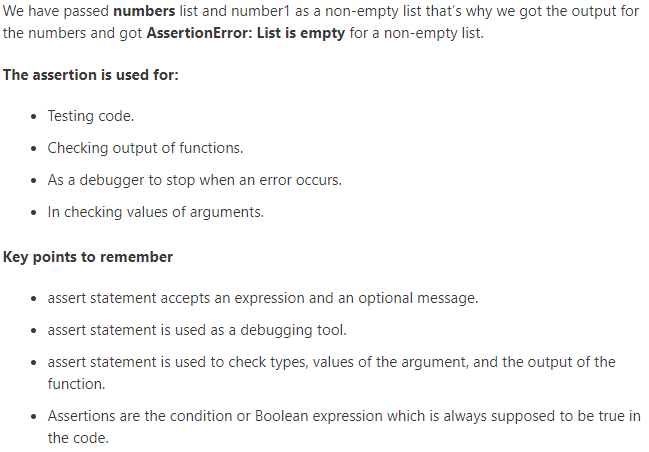 We have passed numbers list and number1 as a non-empty list that's why we got the output for
the numbers and got AssertionError: List is empty for a non-empty list.
The assertion is used for:
• Testing code.
• Checking output of functions.
• As a debugger to stop when an error occurs.
• In checking values of arguments.
Key points to remember
• assert statement accepts an expression and an optional message.
• assert statement is used as a debugging tool.
• assert statement is used to check types, values of the argument, and the output of the
function.
• Assertions are the condition or Boolean expression which is always supposed to be true in
the code.